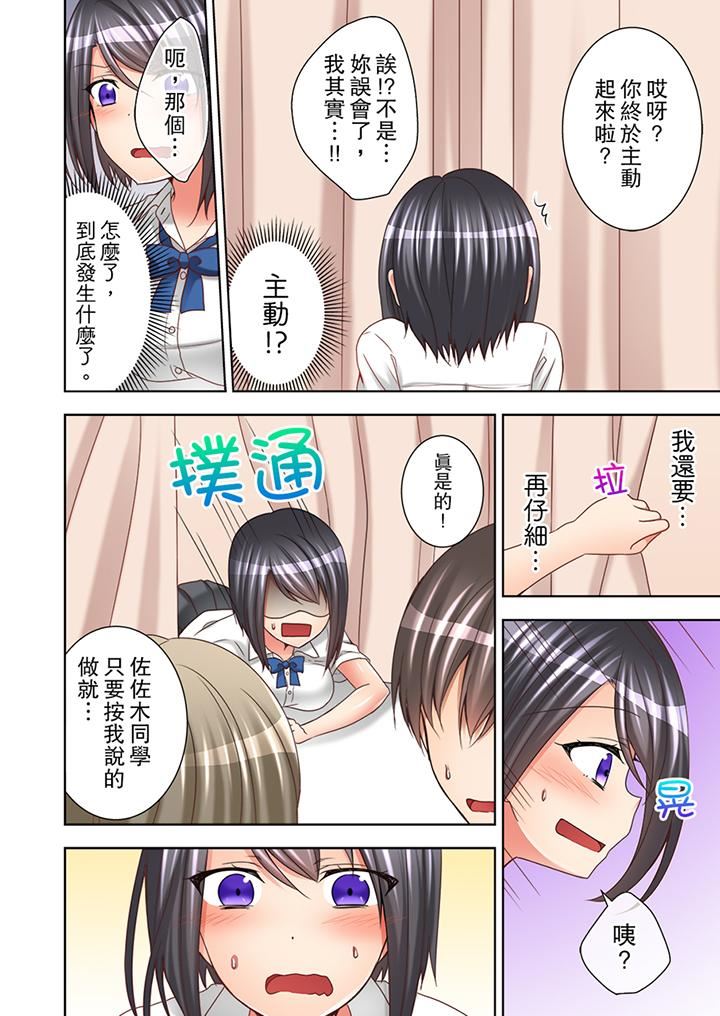 哎呀？
你終於主動
起來啦？
誒!?不是…
妳誤會了，
我其實…!!
主動!?
呃，那個…
怎麼了，
到底發生什麼了。
我還要…
拉
再仔細…
晃
咦？
眞是的！
撲通
佐佐木同學
只要按我說的
做就…